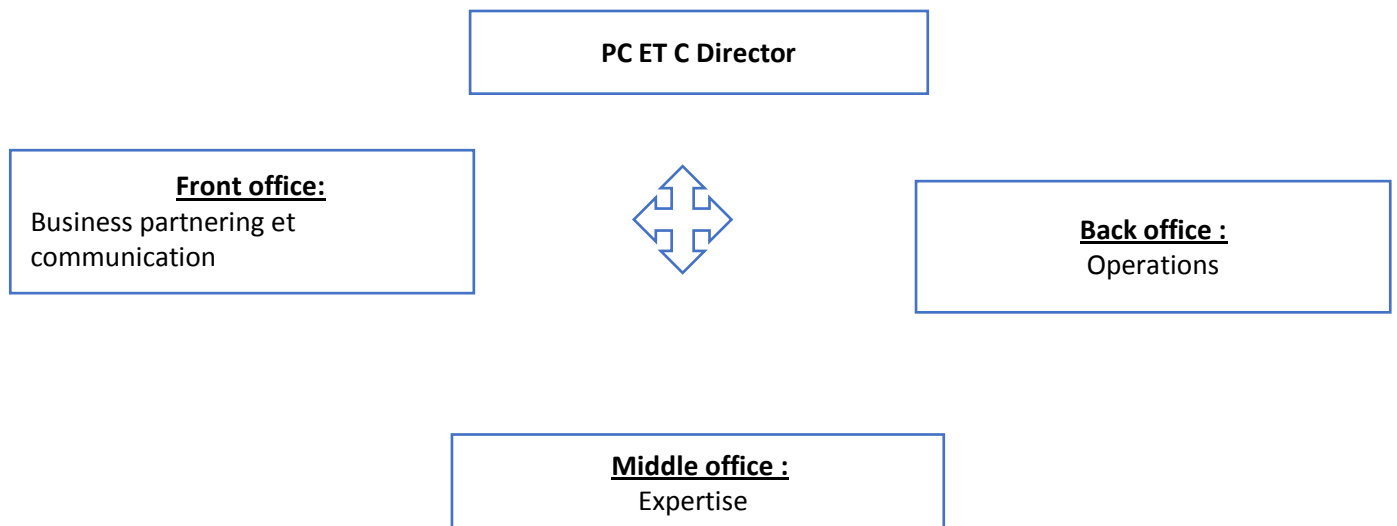 PC ET C Director
Front office:
Business partnering et
communication
Back office :
Operations
Middle office :
Expertise